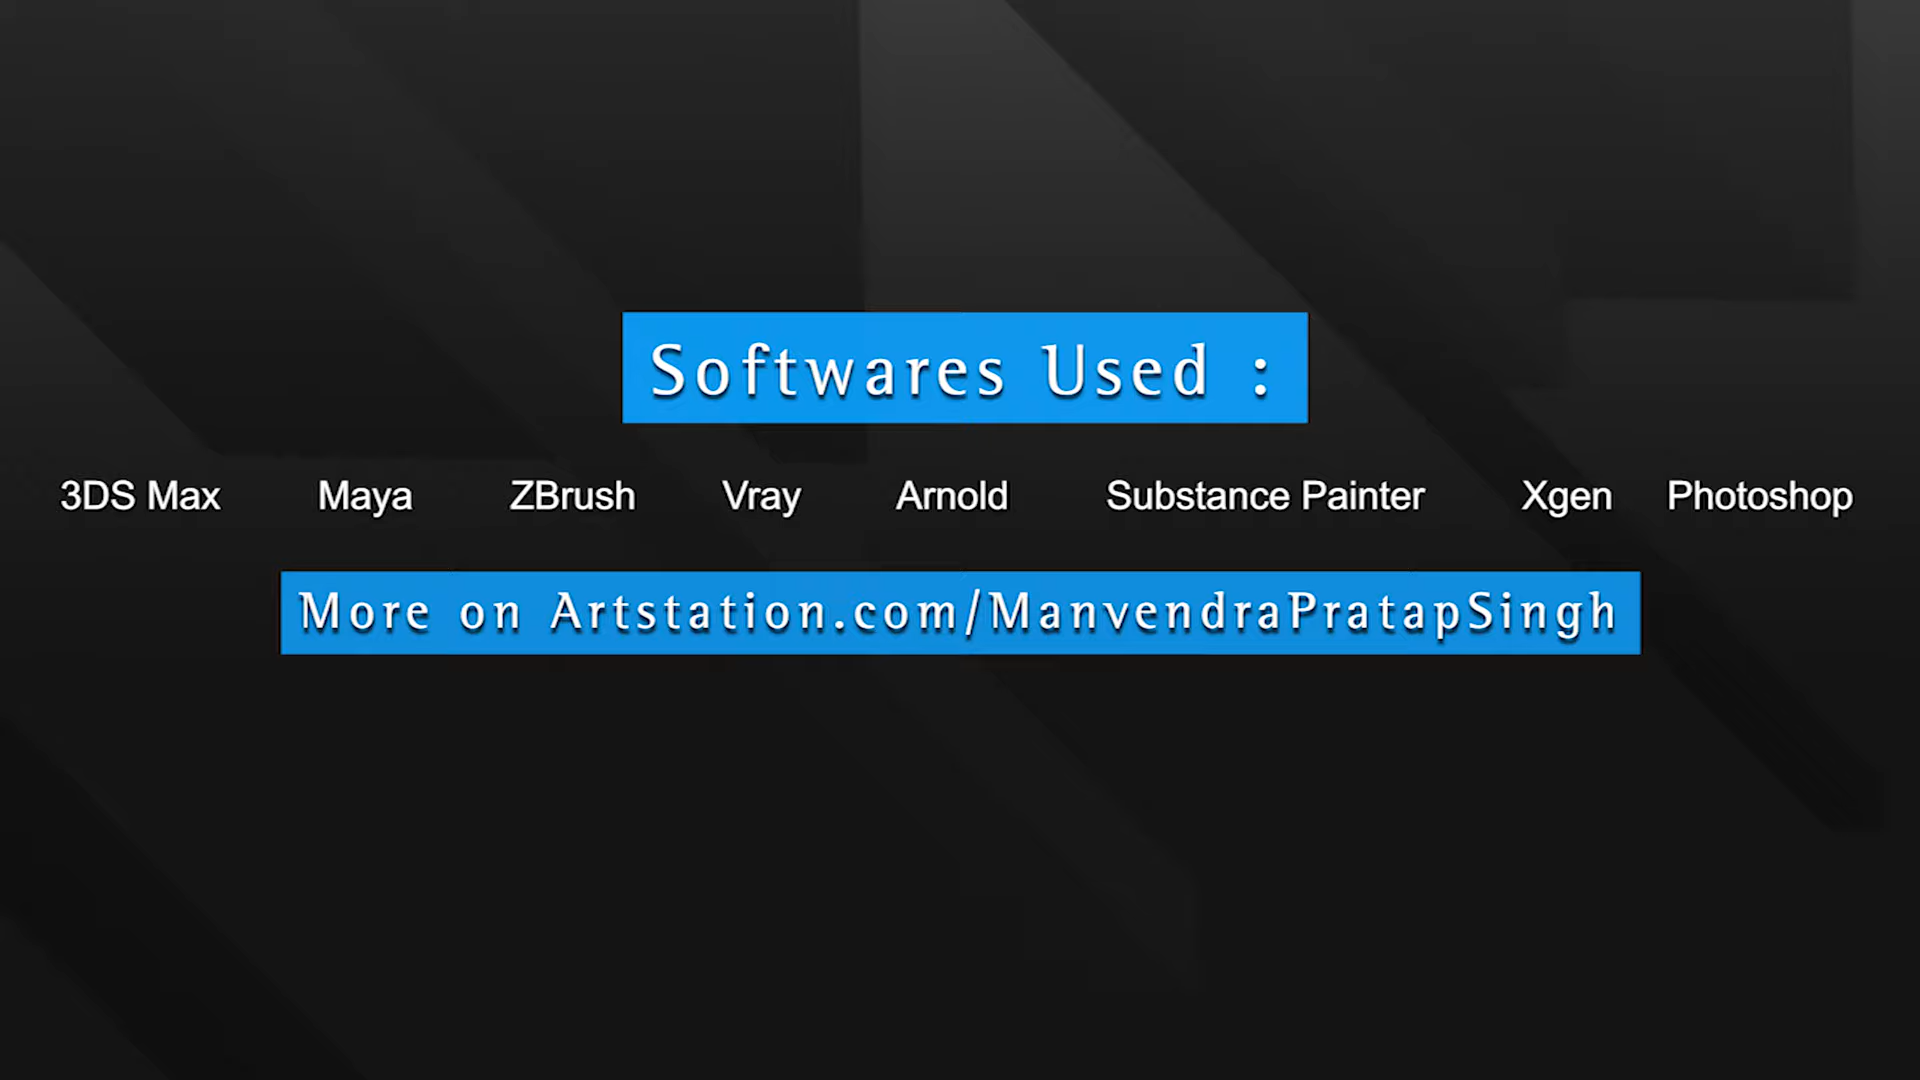 Softwares Used :
3DS Max Maya ZBrush Vray Arnold Substance Painter Xgen Photoshop
More on Artstation.com/ManvendraPratapSingh